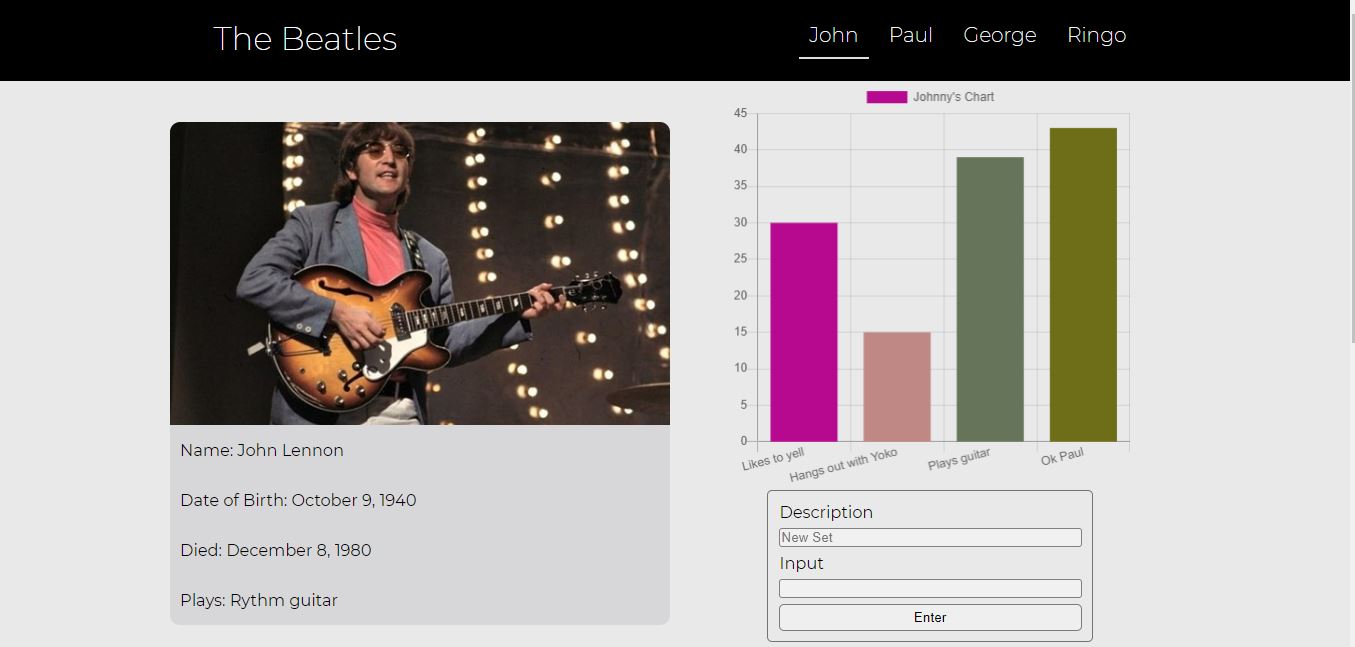 The Beatles
John Paul George Ringo
Name: John Lennon
Date of Birth: October 9, 1940
Died: December 8, 1980
Plays: Rythm guitar
Johnny's Chart
45
40
35
30
25
20
15
10
5
0
Likes to yell Hangs out with Yoko Plays guitar Ok Paul
Description
New Set
Input
Enter